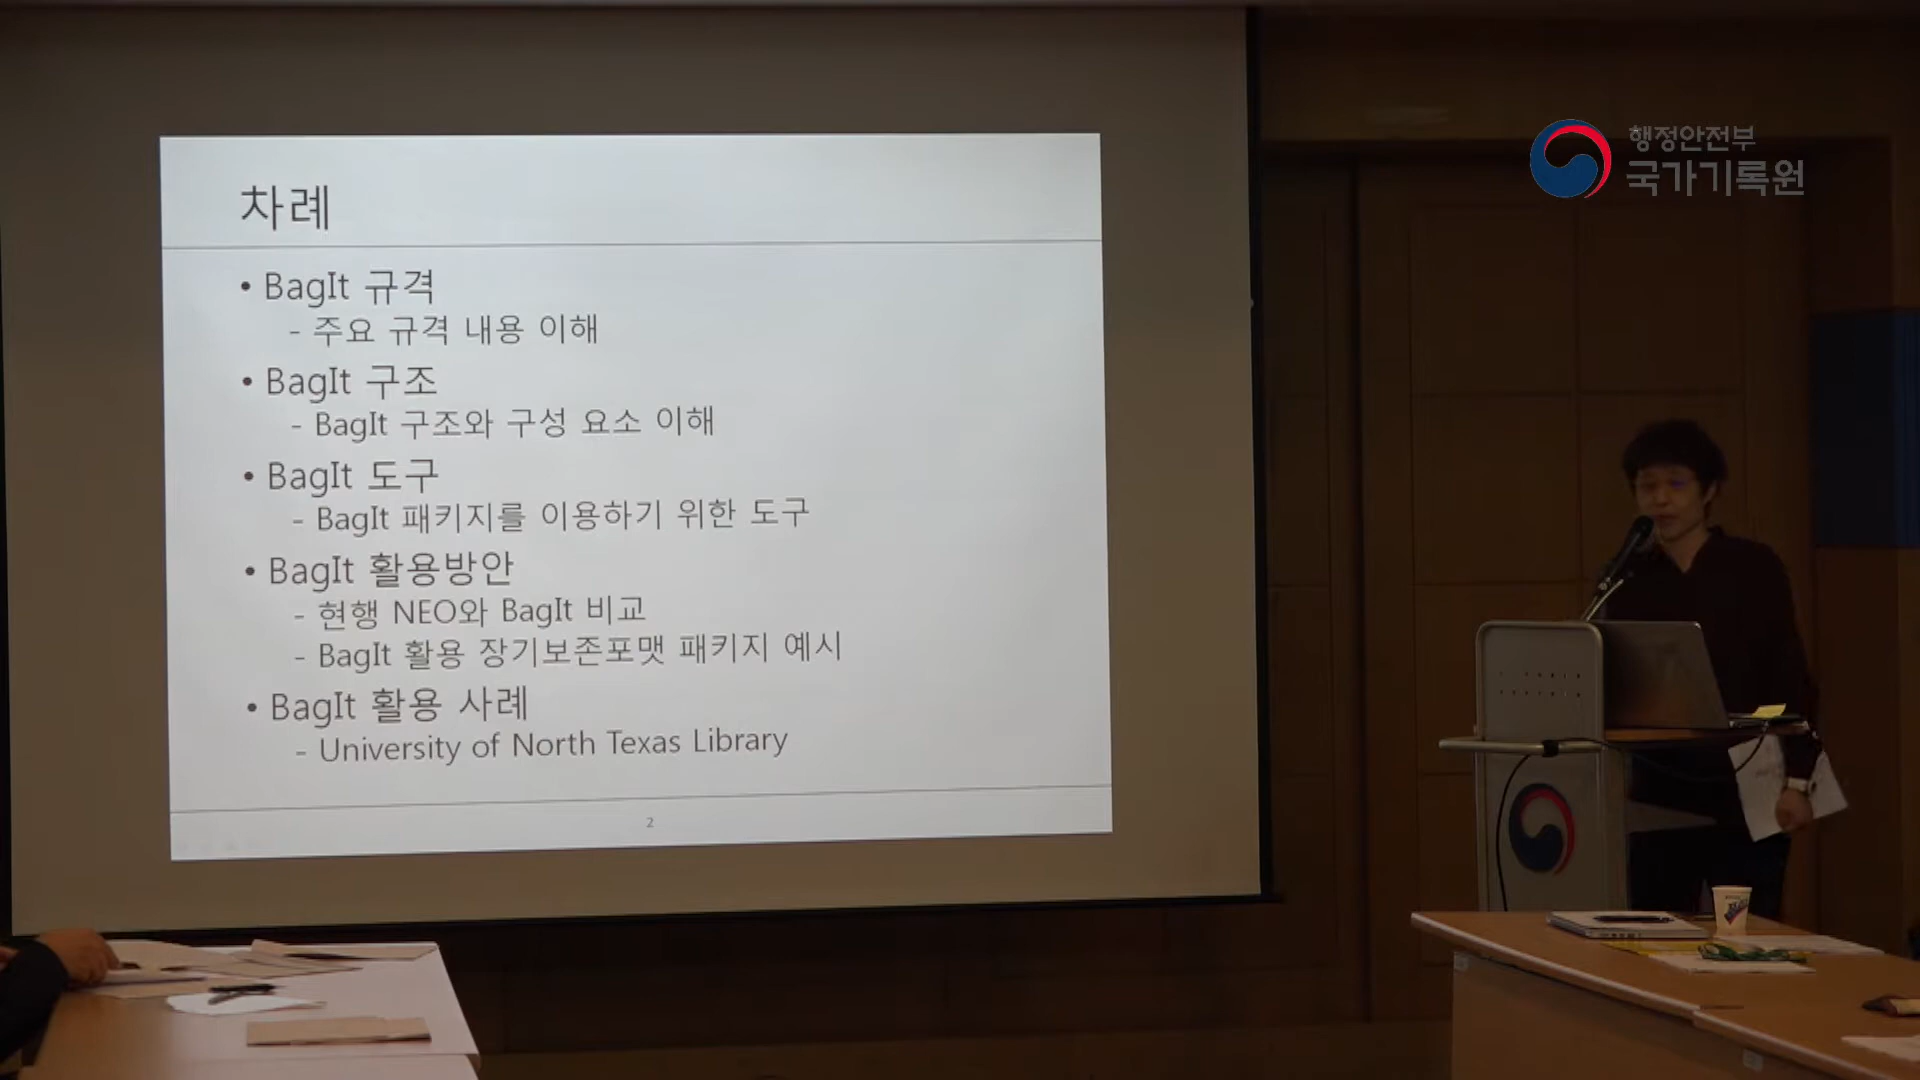 차례
• BagIt 규격
- 주요 규격 내용 이해
• BagIt 구조
- BagIt 구조와 구성 요소 이해
• BagIt 도구
- BagIt 패키지를 이용하기 위한 도구
• BagIt 활용방안
- 현행 NEO와 BagIt 비교
- BagIt 활용 장기보존포맷 패키지 예시
• BagIt 활용 사례
- University of North Texas Library
2
행정안전부
국가기록원